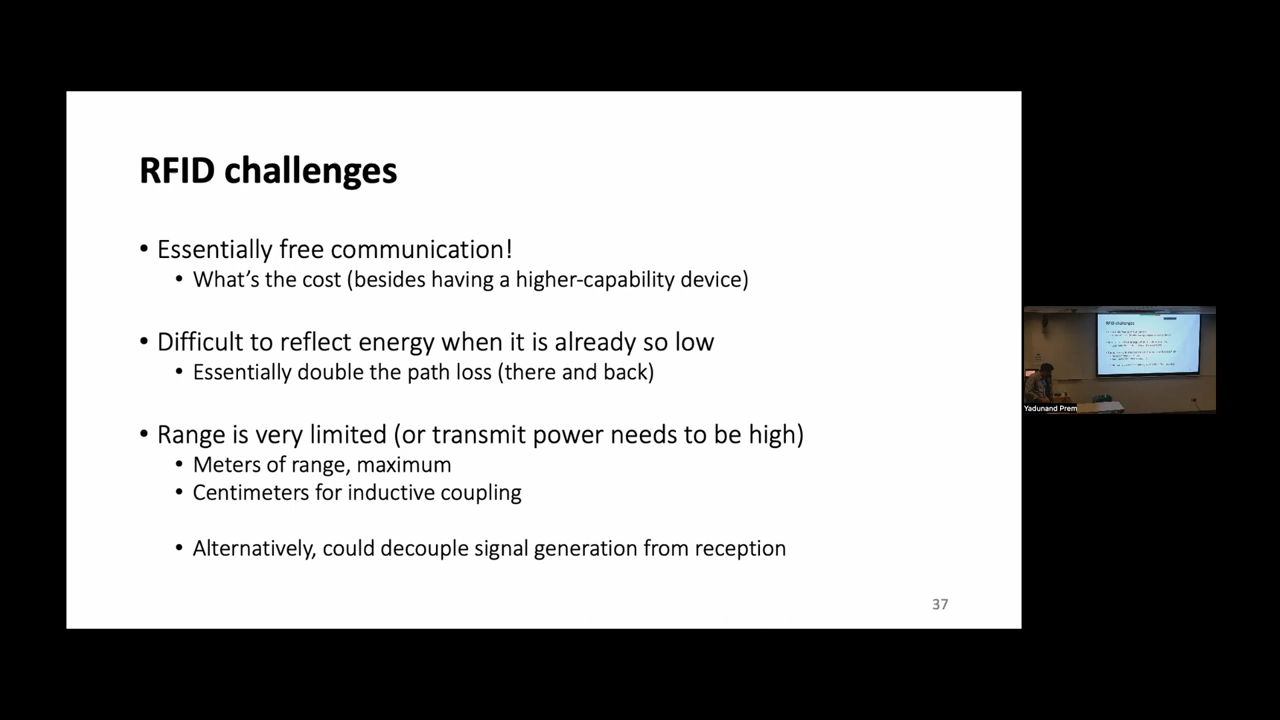 RFID challenges
• Essentially free communication!
• What's the cost (besides having a higher-capability device)
• Difficult to reflect energy when it is already so low
• Essentially double the path loss (there and back)
• Range is very limited (or transmit power needs to be high)
• Meters of range, maximum
• Centimeters for inductive coupling
• Alternatively, could decouple signal generation from reception
37
RFID challenges
Yadunand Prem